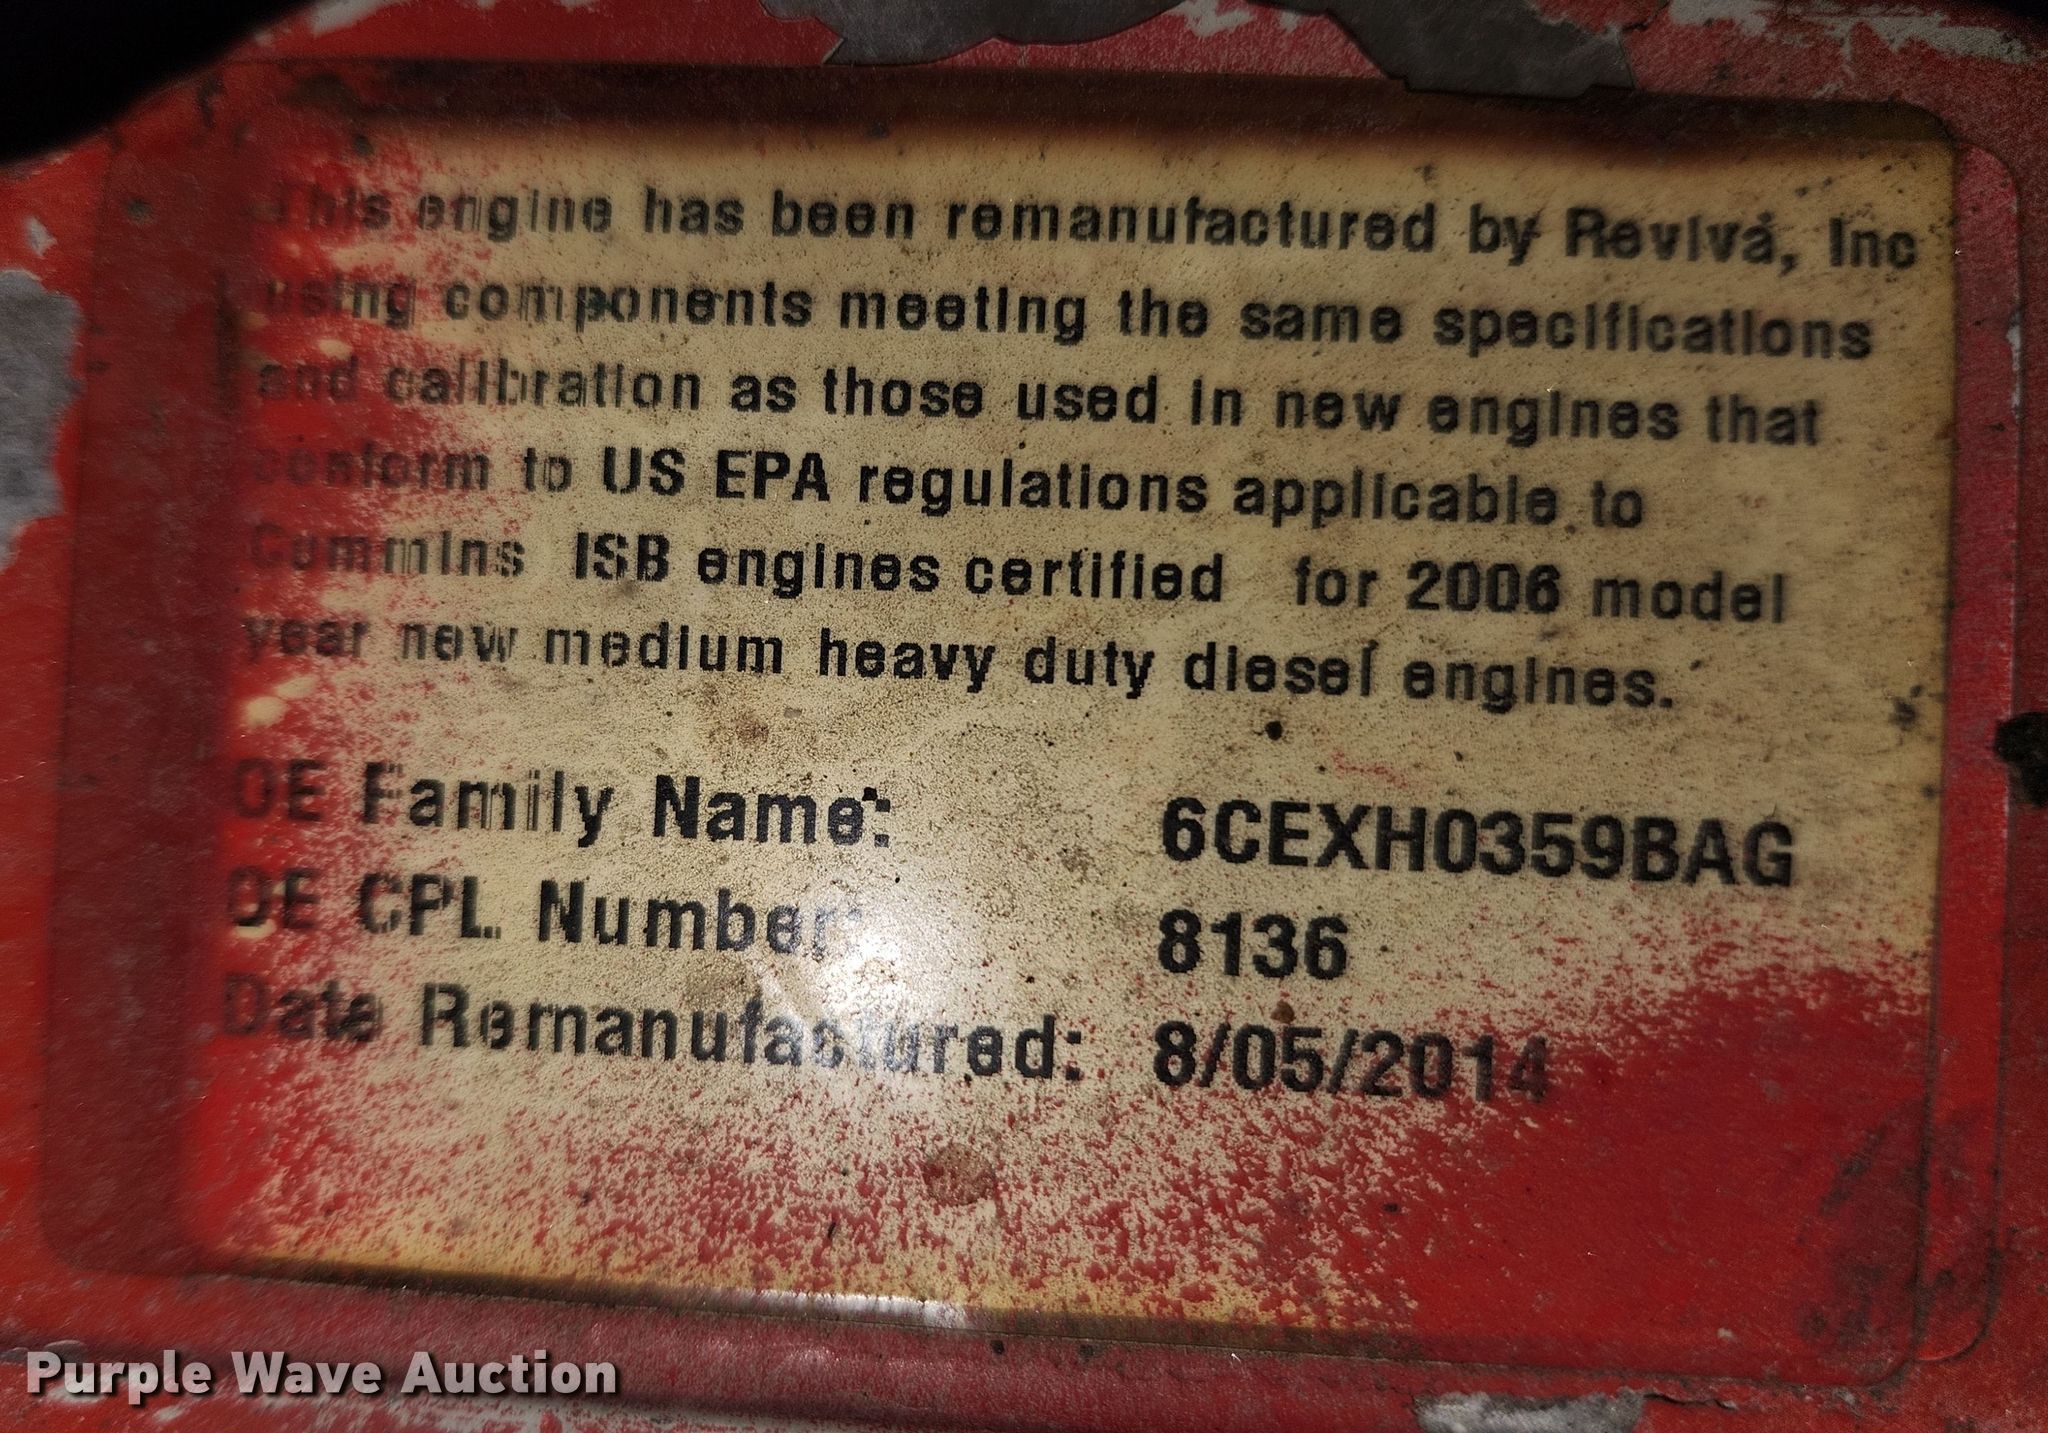 This engine has been remanufactured by Reviva, Inc
using components meeting the same specifications
and calibration as those used in new engines that
conform to US EPA regulations applicable to
Cummins ISB engines certified for 2006 model
year new medium heavy duty diesel engines.
OE Family Name: 6CEXH0359BAG
OE CPL Number: 8136
Date Remanufactured: 8/05/2014
Purple Wave Auction